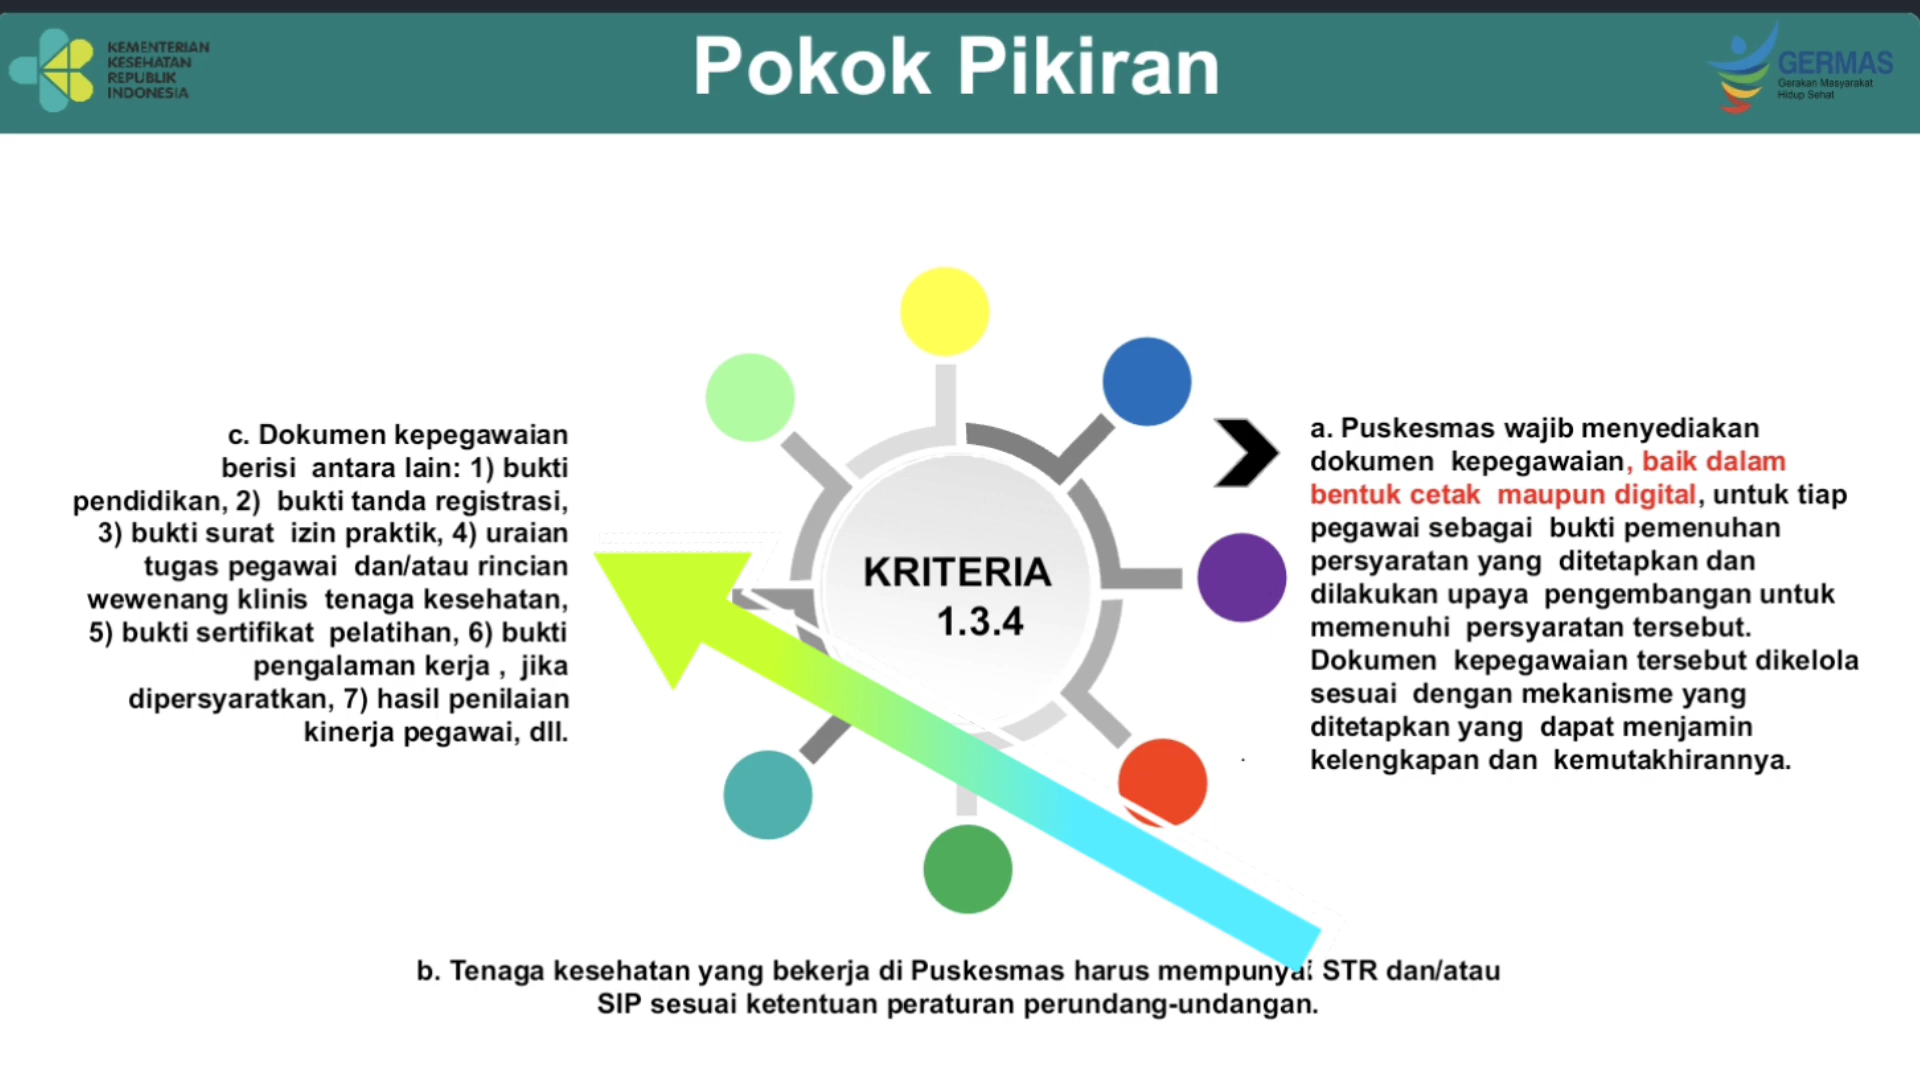 KEMENTERIAN
KESEHATAN
REPUBLIK
INDONESIA
Pokok Pikiran
GERMAS
Gerakan Masyarakat
Hidup Sehat
c. Dokumen kepegawaian
berisi antara lain: 1) bukti
pendidikan, 2) bukti tanda registrasi,
3) bukti surat izin praktik, 4) uraian
tugas pegawai dan/atau rincian
wewenang klinis tenaga kesehatan,
5) bukti sertifikat pelatihan, 6) bukti
pengalaman kerja , jika
dipersyaratkan, 7) hasil penilaian
kinerja pegawai, dll.
KRITERIA
1.3.4
a. Puskesmas wajib menyediakan
dokumen kepegawaian, baik dalam
bentuk cetak maupun digital, untuk tiap
pegawai sebagai bukti pemenuhan
persyaratan yang ditetapkan dan
dilakukan upaya pengembangan untuk
memenuhi persyaratan tersebut.
Dokumen kepegawaian tersebut dikelola
sesuai dengan mekanisme yang
ditetapkan yang dapat menjamin
kelengkapan dan kemutakhirannya.
.
b. Tenaga kesehatan yang bekerja di Puskesmas harus mempunyai STR dan/atau
SIP sesuai ketentuan peraturan perundang-undangan.